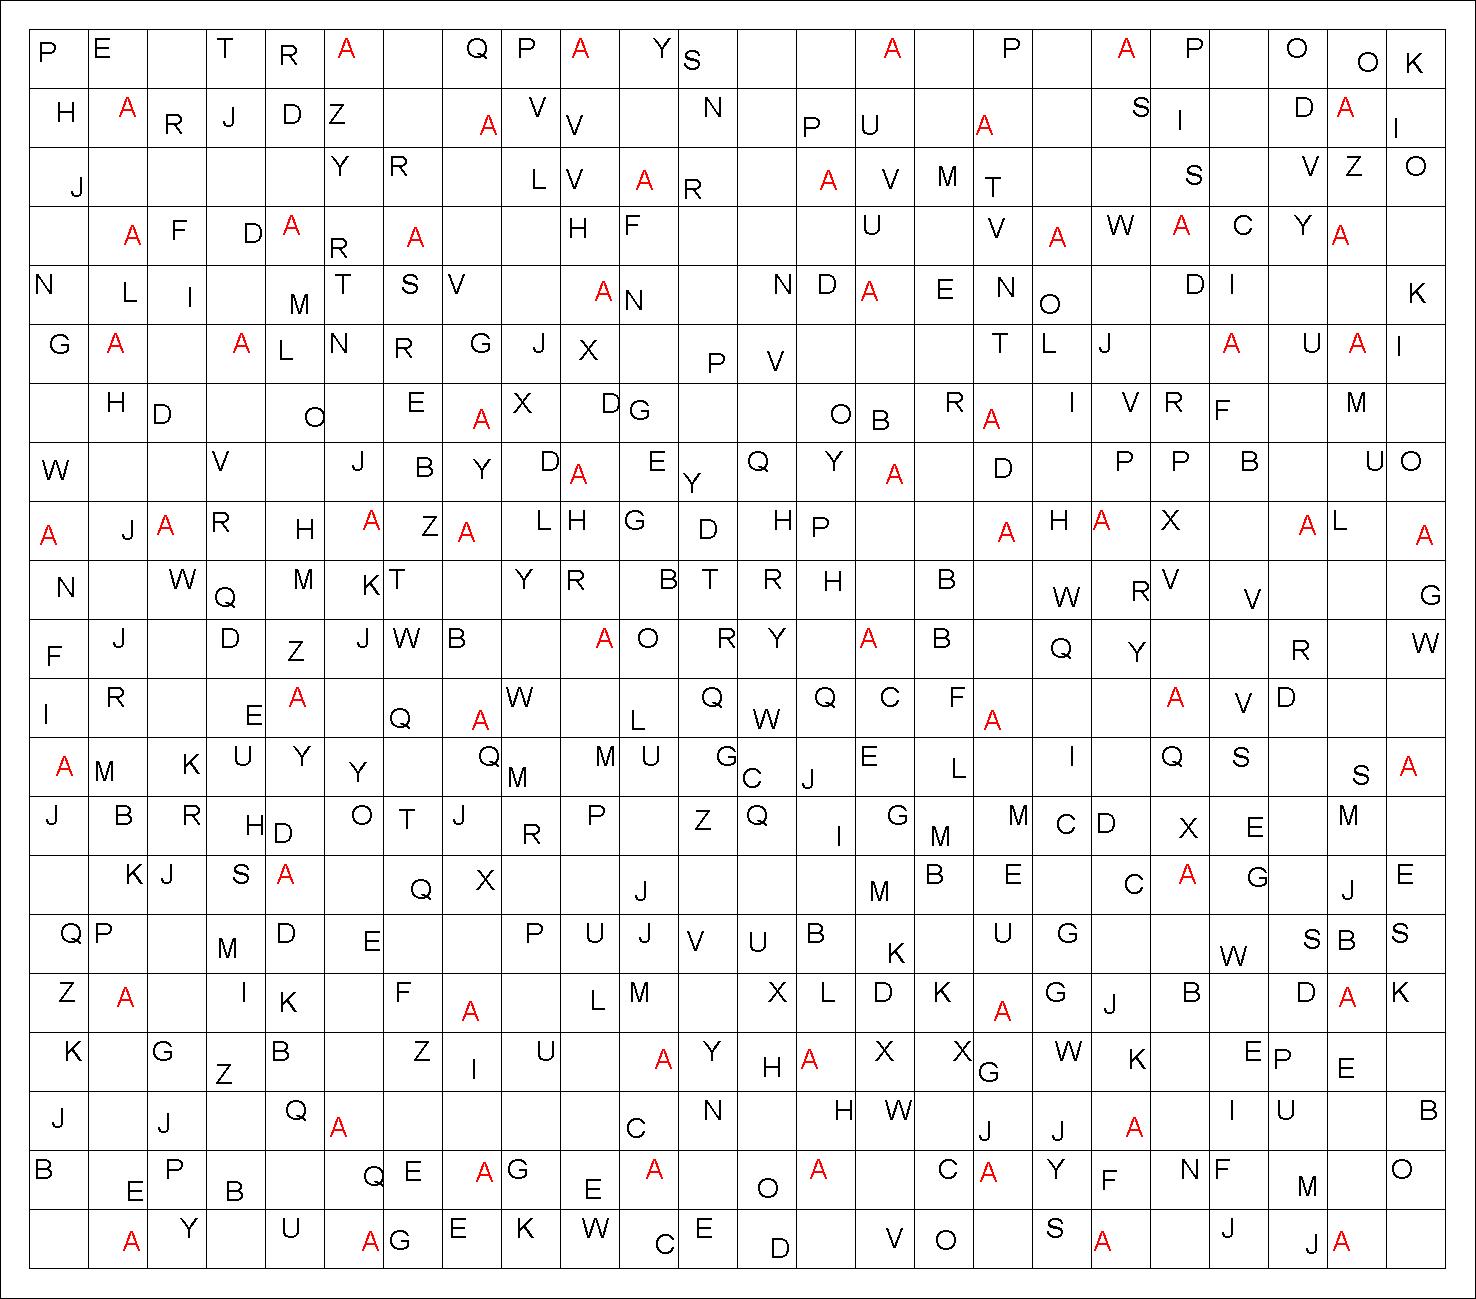 P E T R A Q P A Y S A P A P O O K
H A R J D Z A V V N P U A S I D A I
J Y R L V A R A V M T S V Z O
A F D A R A H F U V A W A C Y A
N L I M T S V A N N D A E N O D I K
G A A L N R G J X P V T L J A U A I
H D O E A X D G O B R A I V R F M
W V J B Y D A E Y Q Y A D P P B U O
A J A R H A Z A L H G D H P A H A X A L A
N W Q M K T Y R B T R H B W R V V G
F J D Z J W B A O R Y A B Q Y R W
I R E A Q A W L Q W Q C F A A V D
A M K U Y Y Q M M U G C J E L I Q S S A
J B R H D O T J R P Z Q I G M M C D X E M
K J S A Q X J M B E C A G J E
Q P M D E P U J V U B K U G W S B S
Z A I K F A L M X L D K A G J B D A K
K G Z B Z I U A Y H A X X G W K E P E
J J Q A C N H W J J A I U B
B E P B Q E A G E A O A C A Y F N F M O
A Y U A G E K W C E D V O S A J J A